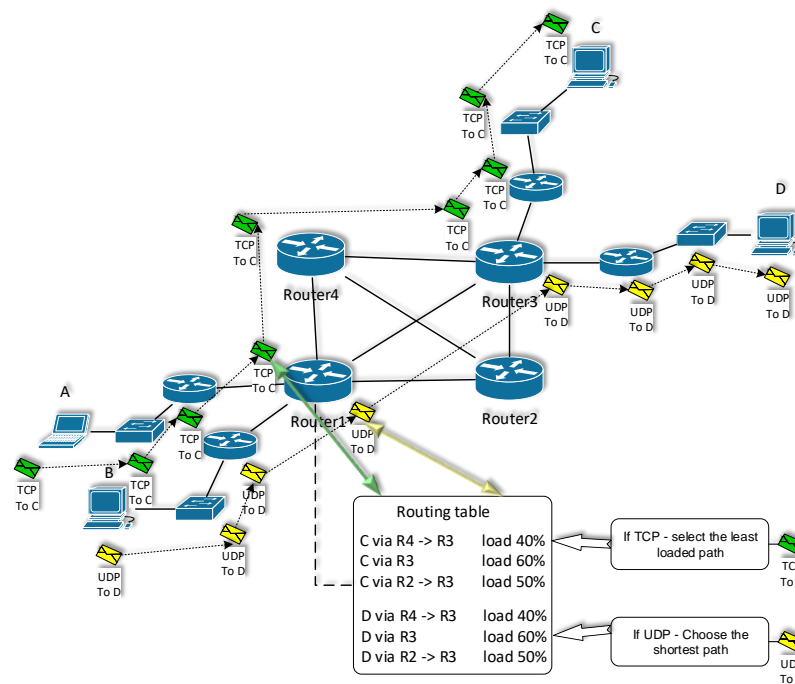 C
TCP
To C
TCP
To C
TCP
To C
D
TCP
To C
TCP
To C
Router4
Router3
UDP
To D
UDP
To D
UDP
To D
UDP
To D
A
TCP
To C
Router1
Router2
TCP
To C
UDP
To D
B
TCP
To C
TCP
To C
UDP
To D
UDP
To D
UDP
To D
Routing table
C via R4 -> R3 load 40%
C via R3 load 60%
C via R2 -> R3 load 50%
D via R4 -> R3 load 40%
D via R3 load 60%
D via R2 -> R3 load 50%
If TCP - select the least
loaded path
If UDP - Choose the
shortest path